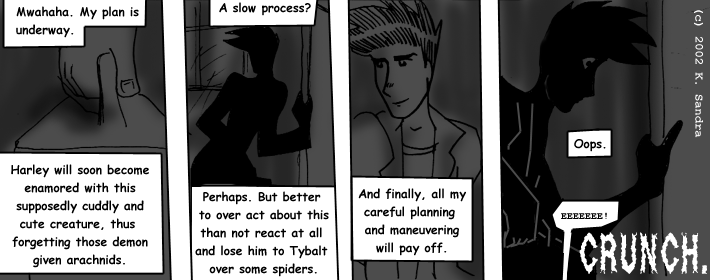 Mwahaha. My plan is
underway.
Harley will soon become
enamored with this
supposedly cuddly and
cute creature, thus
forgetting those demon
given arachnids.
A slow process?
Perhaps. But better
to over act about this
than not react at all
and lose him to Tybalt
over some spiders.
And finally, all my
careful planning
and maneuvering
will pay off.
Oops.
EEEEEEE!
CRUNCH.
(c) 2002 K. Sandra